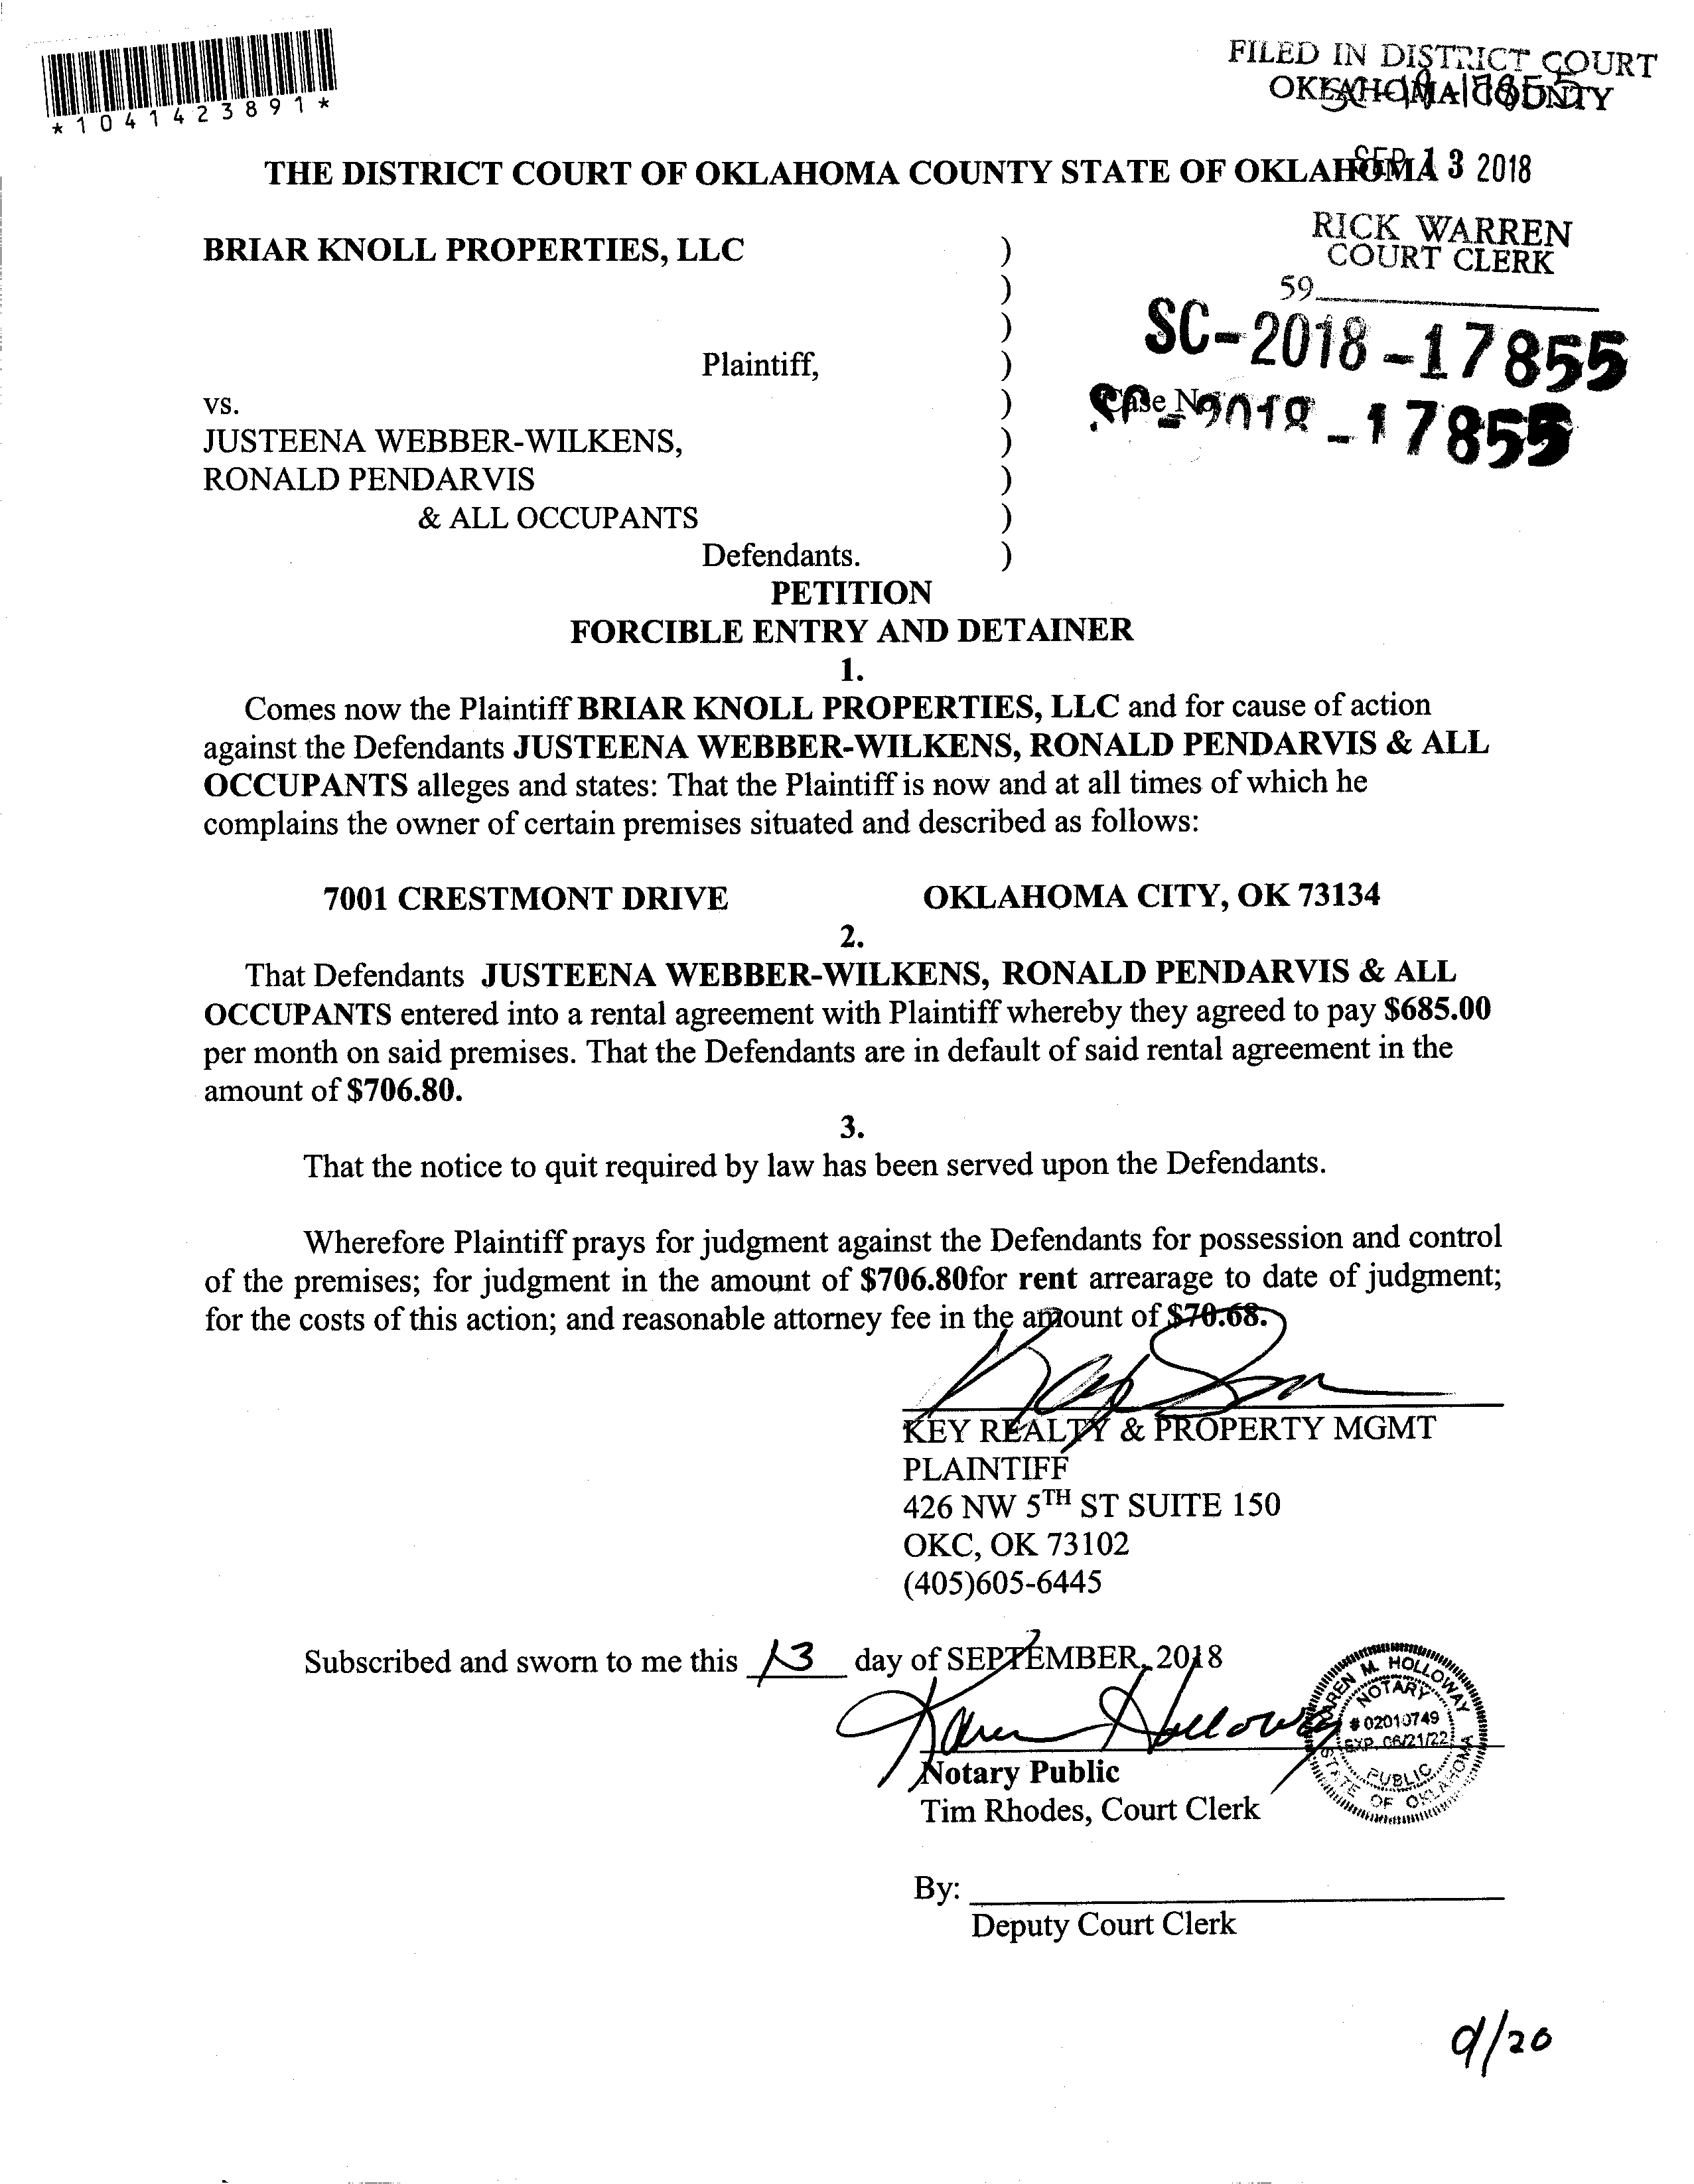 *1041423891*
FILED IN DISTRICT COURT
OKLAHOMA COUNTY
SEP 13 2018
THE DISTRICT COURT OF OKLAHOMA COUNTY STATE OF OKLAHOMA
RICK WARREN
COURT CLERK
59
BRIAR KNOLL PROPERTIES, LLC )
)
)
SC-2018-17855
Plaintiff, )
vs. ) Case No.
SC-2018-17855
JUSTEENA WEBBER-WILKENS, )
RONALD PENDARVIS )
& ALL OCCUPANTS )
Defendants. )
PETITION
FORCIBLE ENTRY AND DETAINER
1.
Comes now the Plaintiff BRIAR KNOLL PROPERTIES, LLC and for cause of action
against the Defendants JUSTEENA WEBBER-WILKENS, RONALD PENDARVIS & ALL
OCCUPANTS alleges and states: That the Plaintiff is now and at all times of which he
complains the owner of certain premises situated and described as follows:
7001 CRESTMONT DRIVE OKLAHOMA CITY, OK 73134
2.
That Defendants JUSTEENA WEBBER-WILKENS, RONALD PENDARVIS & ALL
OCCUPANTS entered into a rental agreement with Plaintiff whereby they agreed to pay $685.00
per month on said premises. That the Defendants are in default of said rental agreement in the
amount of $706.80.
3.
That the notice to quit required by law has been served upon the Defendants.
Wherefore Plaintiff prays for judgment against the Defendants for possession and control
of the premises; for judgment in the amount of $706.80for rent arrearage to date of judgment;
for the costs of this action; and reasonable attorney fee in the amount of $70.68.
KEY REALTY & PROPERTY MGMT
PLAINTIFF
426 NW 5TH ST SUITE 150
OKC, OK 73102
(405)605-6445
Subscribed and sworn to me this 13 day of SEPTEMBER, 2018
Karen Holloway
KAREN M. HOLLOWAY
NOTARY
# 02010749
EXP. 06/21/22
PUBLIC
STATE OF OKLAHOMA
Notary Public
Tim Rhodes, Court Clerk
By:
Deputy Court Clerk
9/20